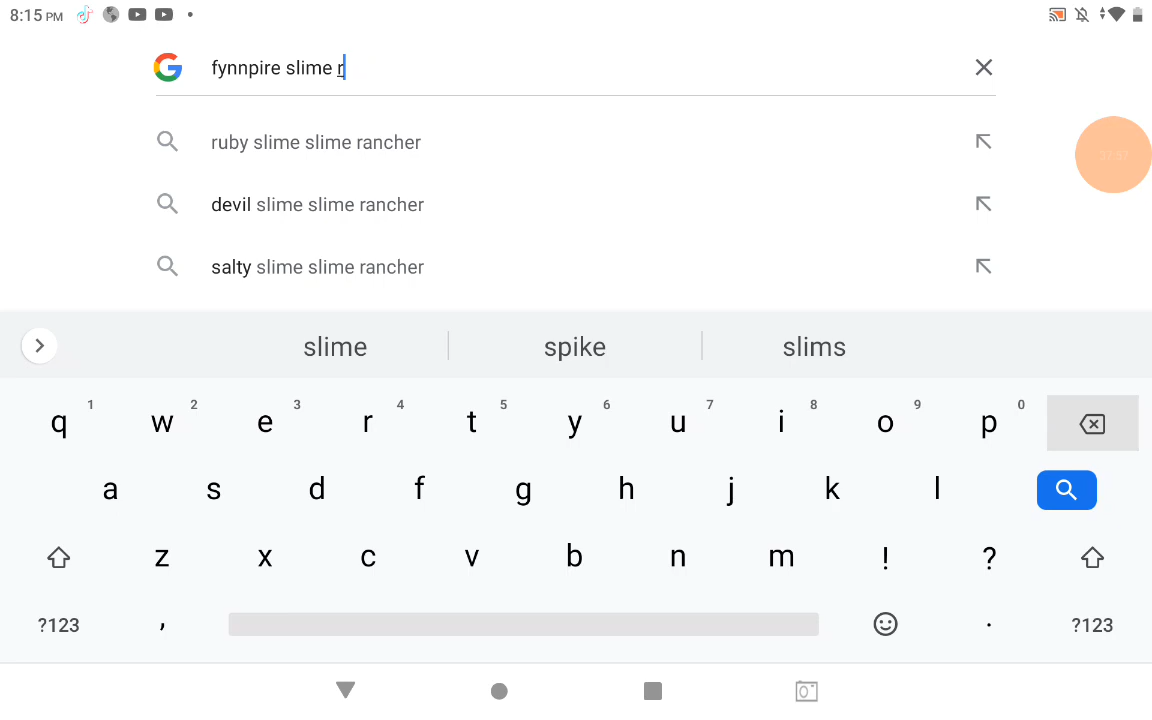 8:15 PM
fynnpire slime r
ruby slime slime rancher
devil slime slime rancher
salty slime slime rancher
slime spike slims
1 2 3 4 5 6 7 8 9 0
q w e r t y u i o p
a s d f g h j k l
z x c v b n m ! ?
?123 , . ?123